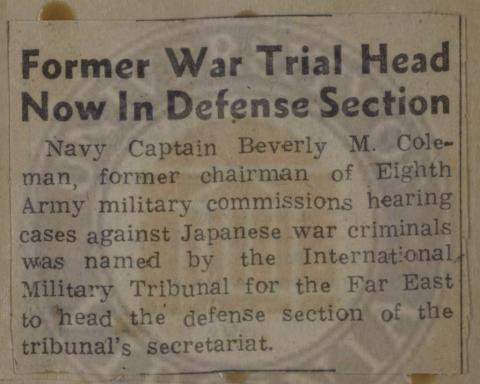 Former War Trial Head
Now In Defense Section
Navy Captain Beverly M. Cole-
man, former chairman of Eighth
Army military commissions hearing
cases against Japanese war criminals
was named by the International
Military Tribunal for the Far East
to head the defense section of the
tribunal's secretariat.